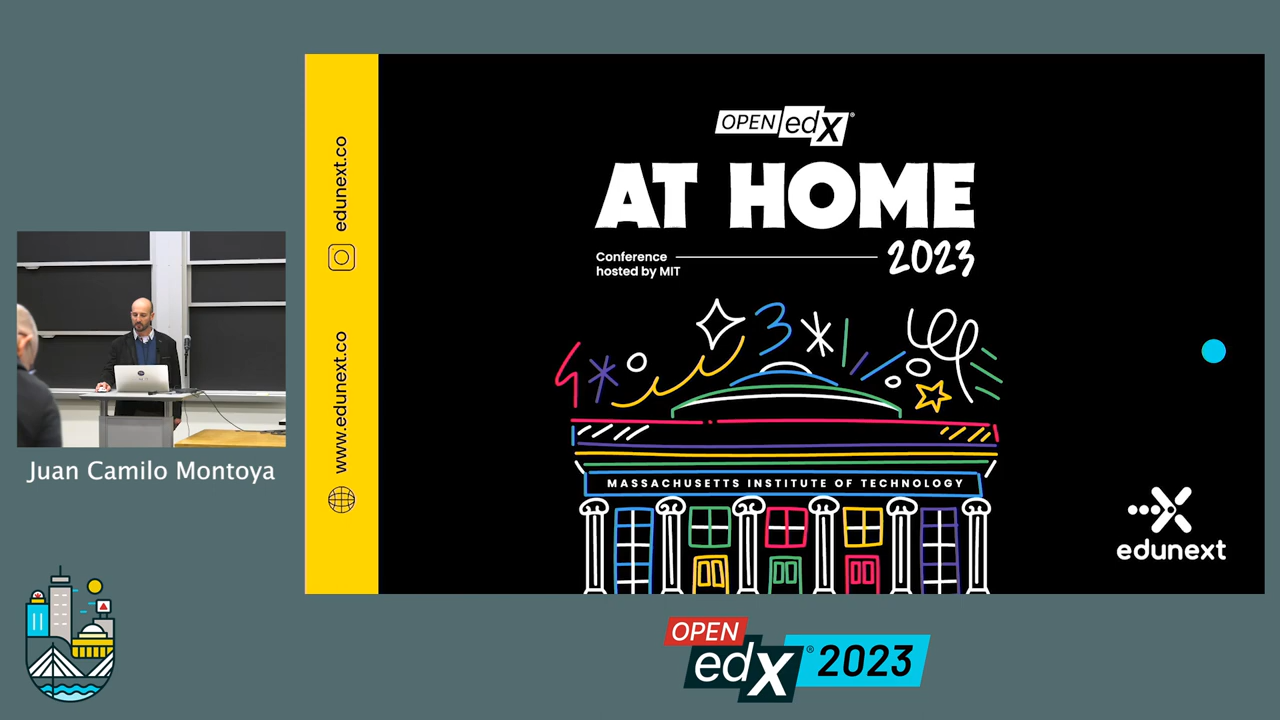 edunext.co
www.edunext.co
OPEN edX®
AT HOME
2023
Conference
hosted by MIT
MASSACHUSETTS INSTITUTE OF TECHNOLOGY
edunext
Juan Camilo Montoya
OPEN
edX® 2023